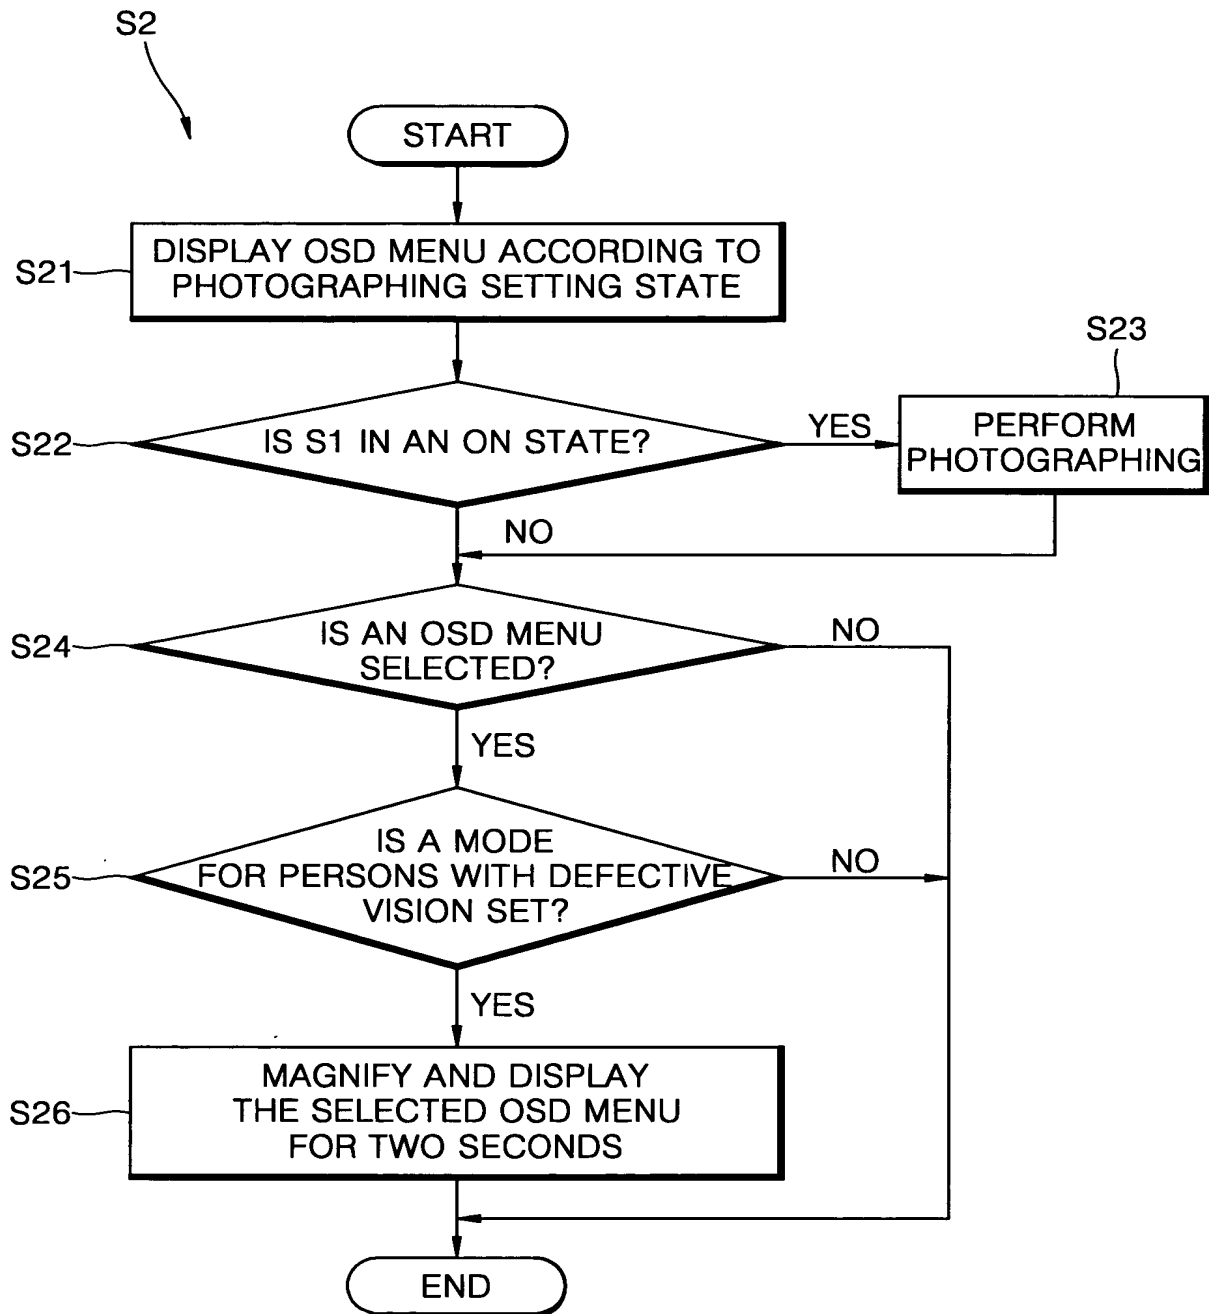 S2
START
S21
DISPLAY OSD MENU ACCORDING TO
PHOTOGRAPHING SETTING STATE
S23
S22
IS S1 IN AN ON STATE?
YES
PERFORM
PHOTOGRAPHING
NO
S24
IS AN OSD MENU
SELECTED?
NO
YES
S25
IS A MODE
FOR PERSONS WITH DEFECTIVE
VISION SET?
NO
YES
S26
MAGNIFY AND DISPLAY
THE SELECTED OSD MENU
FOR TWO SECONDS
END